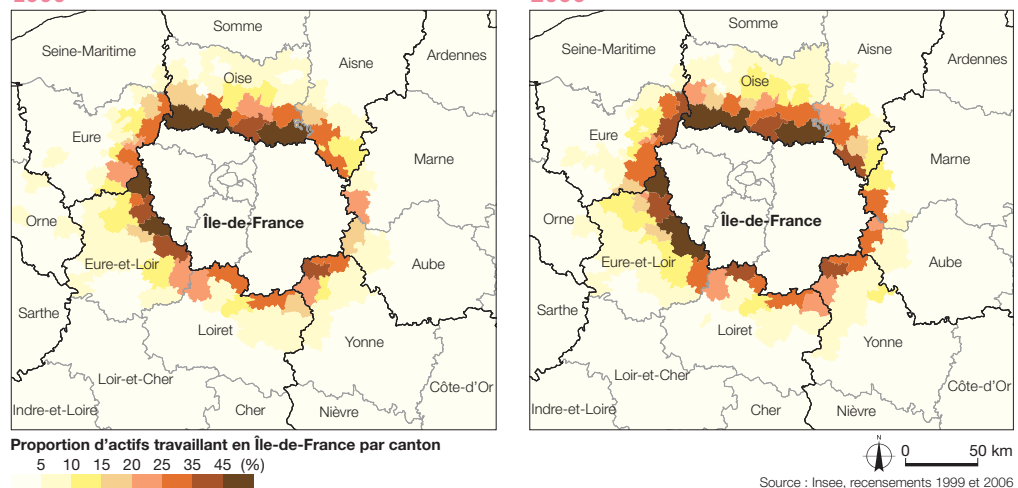 Somme
Seine-Maritime
Ardennes
Aisne
Oise
Eure
Marne
Orne
Île-de-France
Eure-et-Loir
Aube
Sarthe
Loiret
Yonne
Loir-et-Cher
Côte-d'Or
Indre-et-Loire
Cher
Nièvre
Somme
Seine-Maritime
Aisne
Ardennes
Oise
Eure
Marne
Orne
Île-de-France
Eure-et-Loir
Aube
Sarthe
Loiret
Yonne
Loir-et-Cher
Côte-d'Or
Indre-et-Loire
Cher
Nièvre
Proportion d'actifs travaillant en Île-de-France par canton
5 10 15 20 25 35 45 (%)
N
0 50 km
Source : Insee, recensements 1999 et 2006